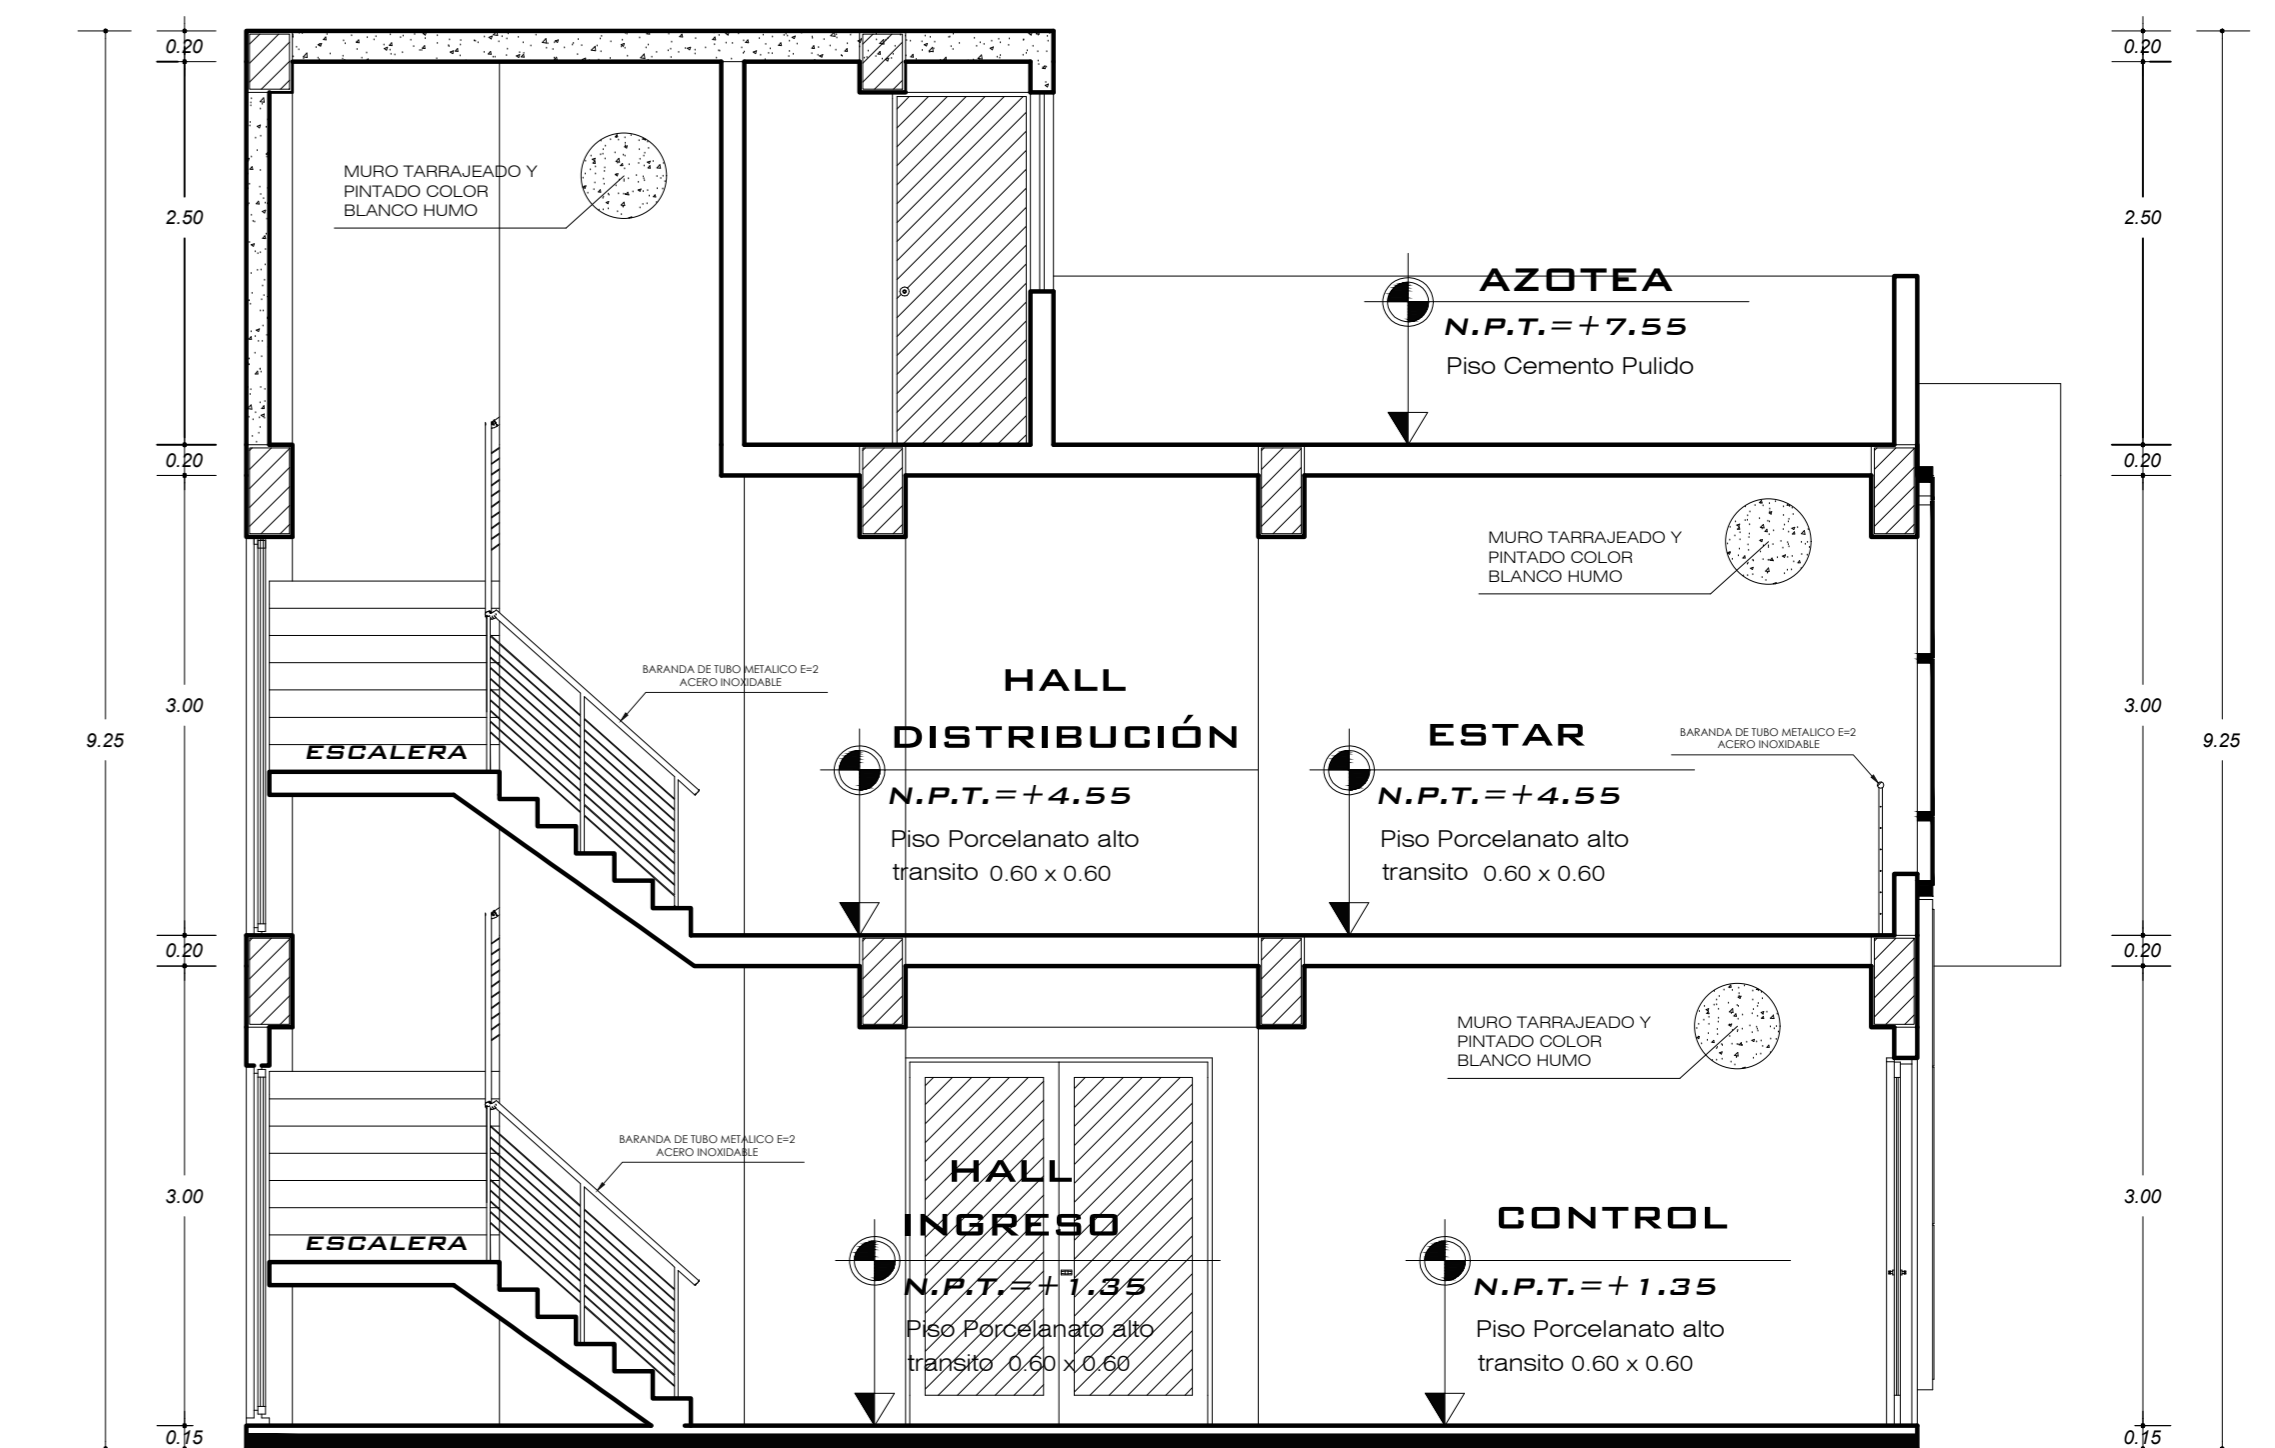 0.20
0.20
MURO TARRAJEADO Y
PINTADO COLOR
BLANCO HUMO
2.50
2.50
AZOTEA
N.P.T.=+7.55
Piso Cemento Pulido
0.20
0.20
MURO TARRAJEADO Y
PINTADO COLOR
BLANCO HUMO
BARANDA DE TUBO METALICO E=2
ACERO INOXIDABLE
HALL
DISTRIBUCIÓN
N.P.T.=+4.55
Piso Porcelanato alto
transito 0.60 x 0.60
ESTAR
N.P.T.=+4.55
Piso Porcelanato alto
transito 0.60 x 0.60
BARANDA DE TUBO METALICO E=2
ACERO INOXIDABLE
3.00
3.00
9.25
9.25
ESCALERA
0.20
0.20
MURO TARRAJEADO Y
PINTADO COLOR
BLANCO HUMO
BARANDA DE TUBO METALICO E=2
ACERO INOXIDABLE
HALL
INGRESO
N.P.T.=+1.35
Piso Porcelanato alto
transito 0.60 x 0.60
CONTROL
N.P.T.=+1.35
Piso Porcelanato alto
transito 0.60 x 0.60
3.00
3.00
ESCALERA
0.15
0.15